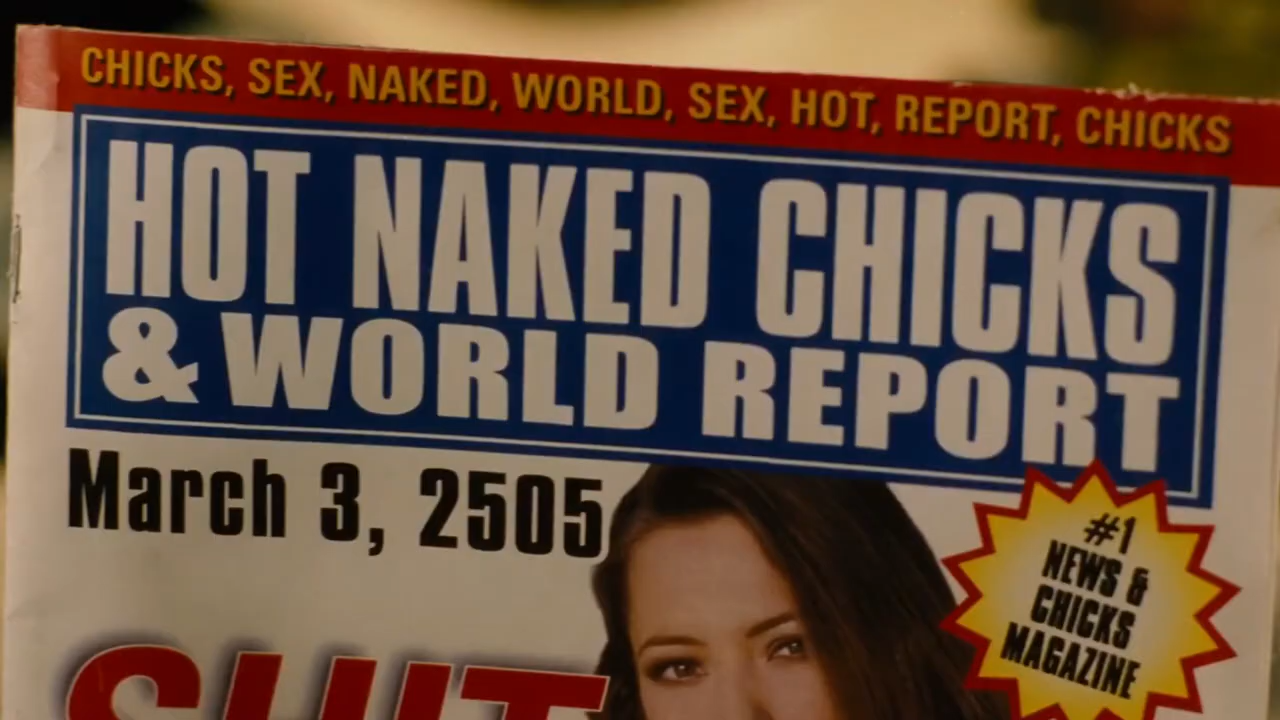 CHICKS, SEX, NAKED, WORLD, SEX, HOT, REPORT, CHICKS
HOT NAKED CHICKS
& WORLD REPORT
March 3, 2505
#1
NEWS &
CHICKS
MAGAZINE